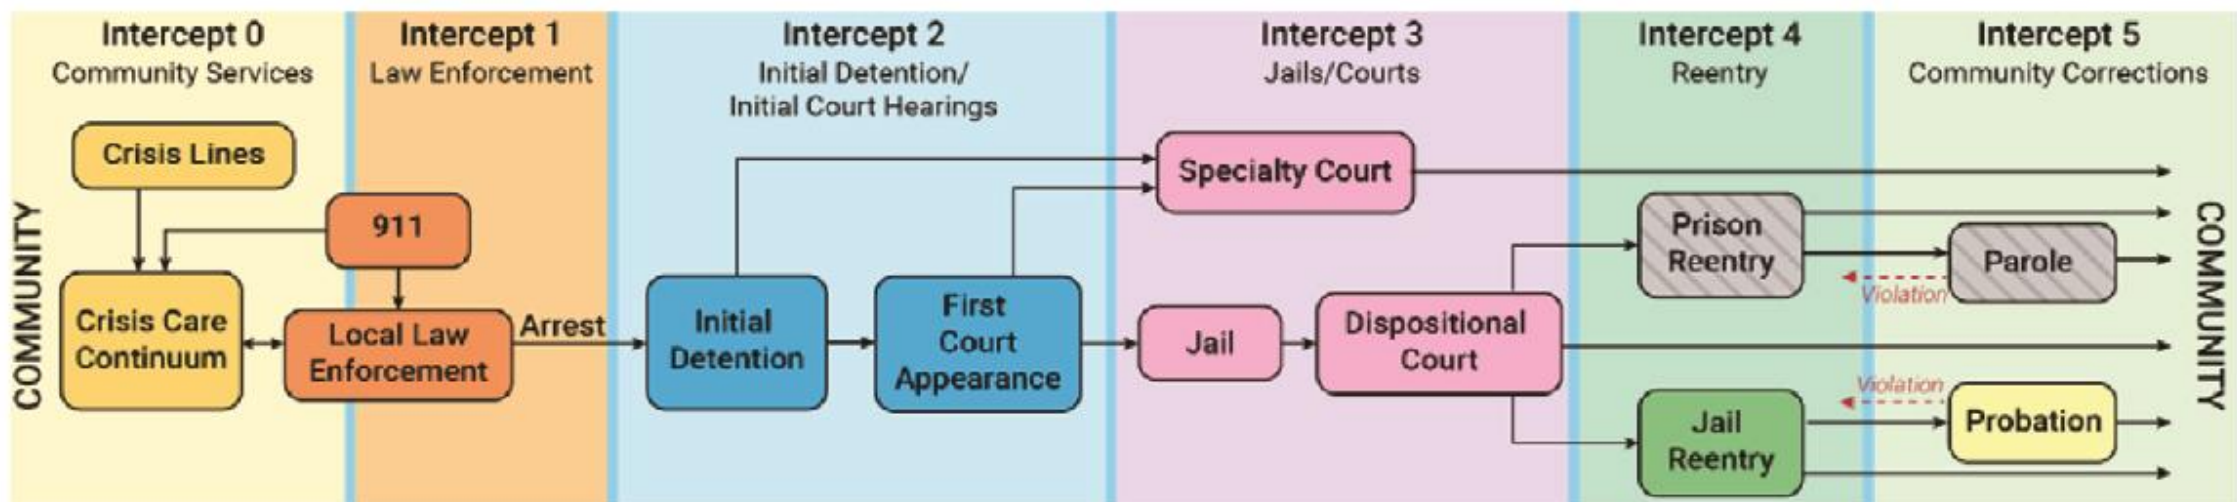 Intercept 0
Community Services
Intercept 1
Law Enforcement
Intercept 2
Initial Detention/
Initial Court Hearings
Intercept 3
Jails/Courts
Intercept 4
Reentry
Intercept 5
Community Corrections
COMMUNITY
Crisis Lines
911
Crisis Care
Continuum
Local Law
Enforcement
Arrest
Initial
Detention
First
Court
Appearance
Specialty Court
Jail
Dispositional
Court
Prison
Reentry
Parole
Violation
Jail
Reentry
Violation
Probation
COMMUNITY